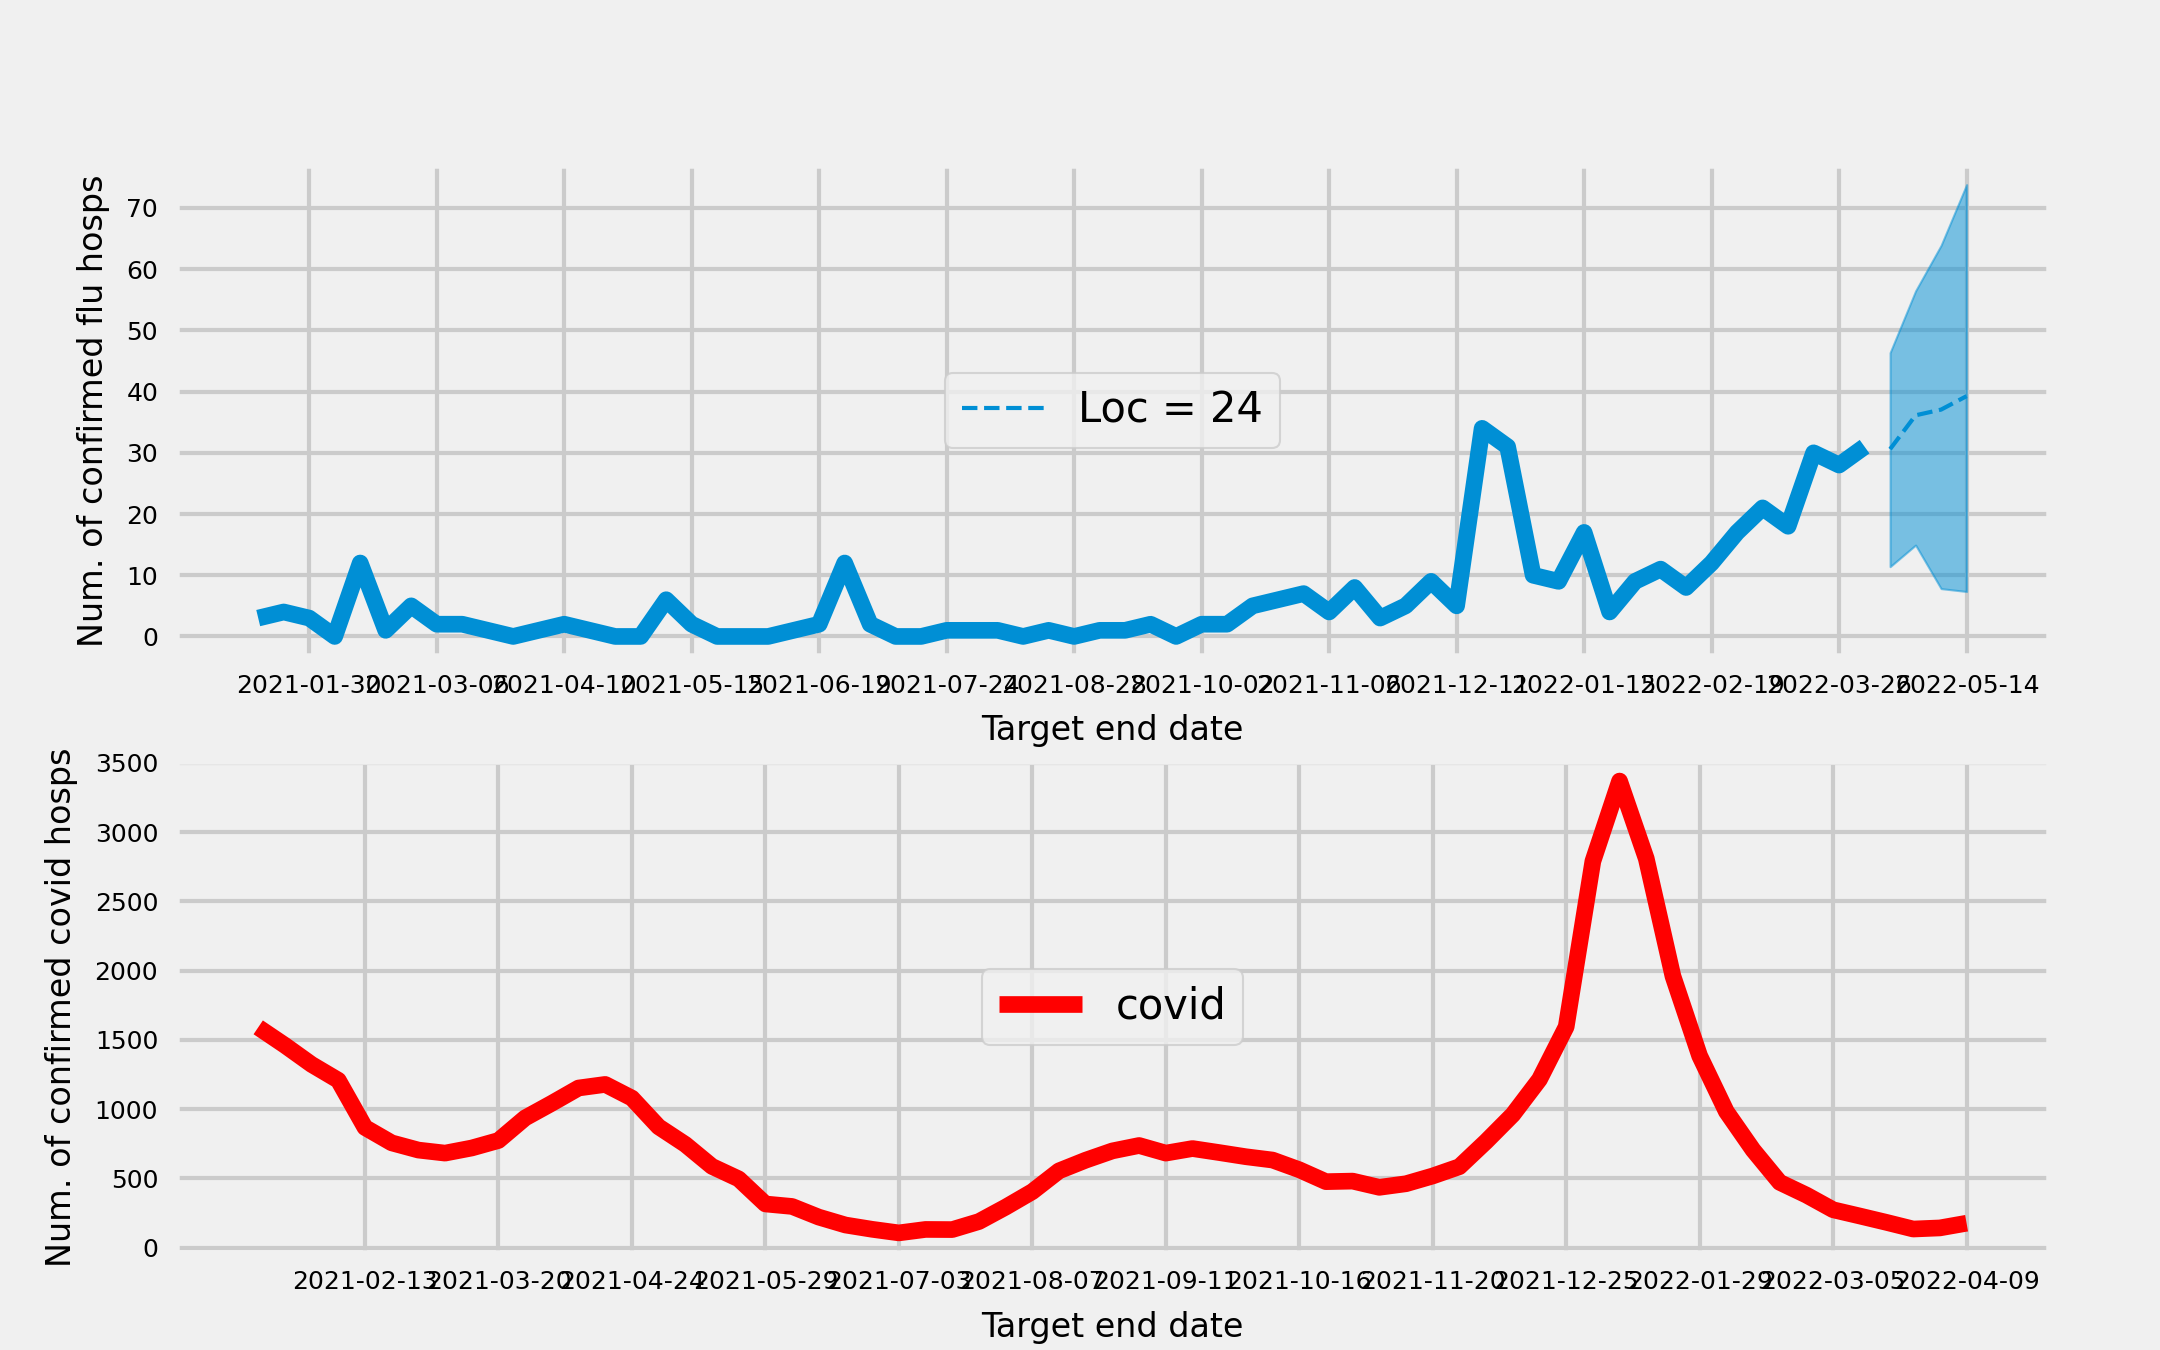 Num. of confirmed flu hosps
70
60
50
40
30
20
10
0
Loc = 24
2021-01-30 2021-03-06 2021-04-10 2021-05-15 2021-06-19 2021-07-24 2021-08-28 2021-10-02 2021-11-06 2021-12-11 2022-01-15 2022-02-19 2022-03-26 2022-05-14
Target end date
Num. of confirmed covid hosps
3500
3000
2500
2000
1500
1000
500
0
covid
2021-02-13 2021-03-20 2021-04-24 2021-05-29 2021-07-03 2021-08-07 2021-09-11 2021-10-16 2021-11-20 2021-12-25 2022-01-29 2022-03-05 2022-04-09
Target end date